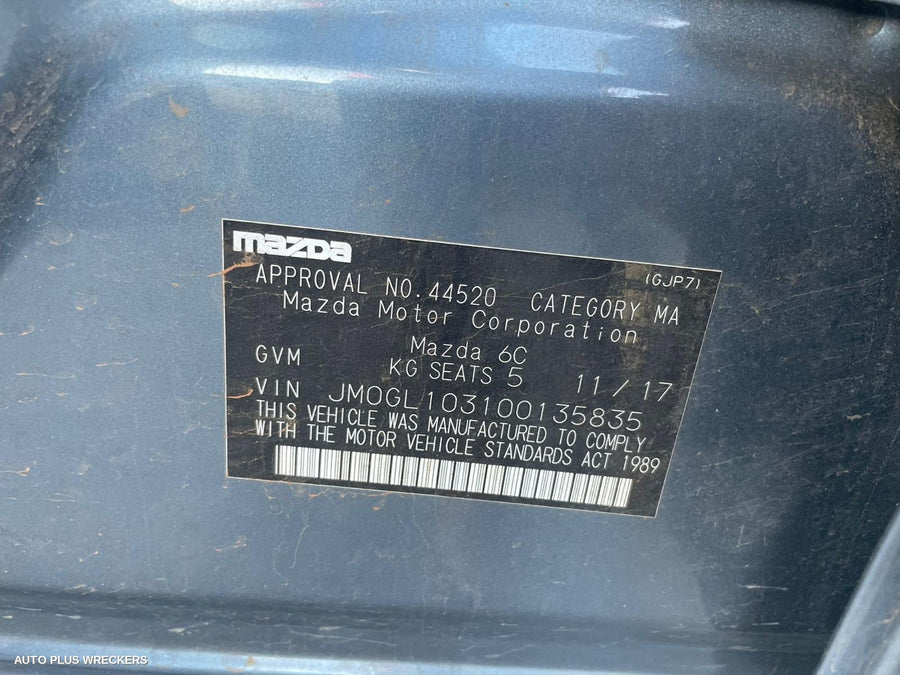 mazda
(GJP7)
APPROVAL NO.44520 CATEGORY MA
Mazda Motor Corporation
Mazda 6C
GVM KG SEATS 5 11/17
VIN JM0GL103100135835
THIS VEHICLE WAS MANUFACTURED TO COMPLY
WITH THE MOTOR VEHICLE STANDARDS ACT 1989
AUTO PLUS WRECKERS